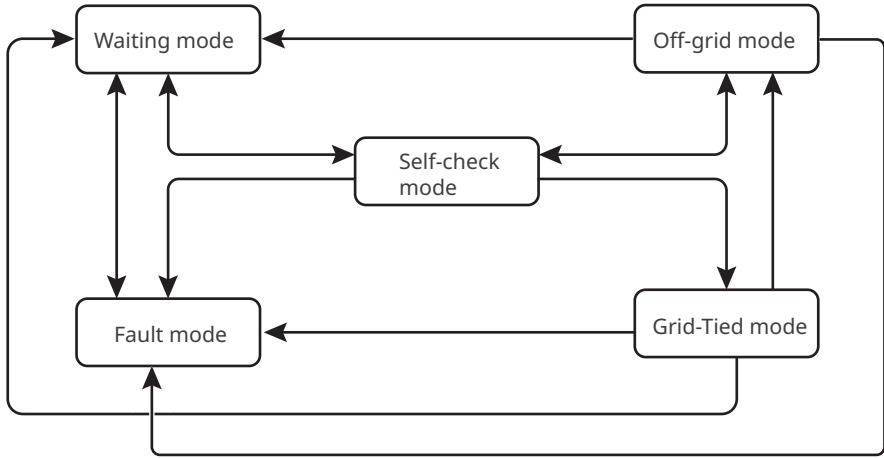 Waiting mode
Off-grid mode
Self-check
mode
Fault mode
Grid-Tied mode